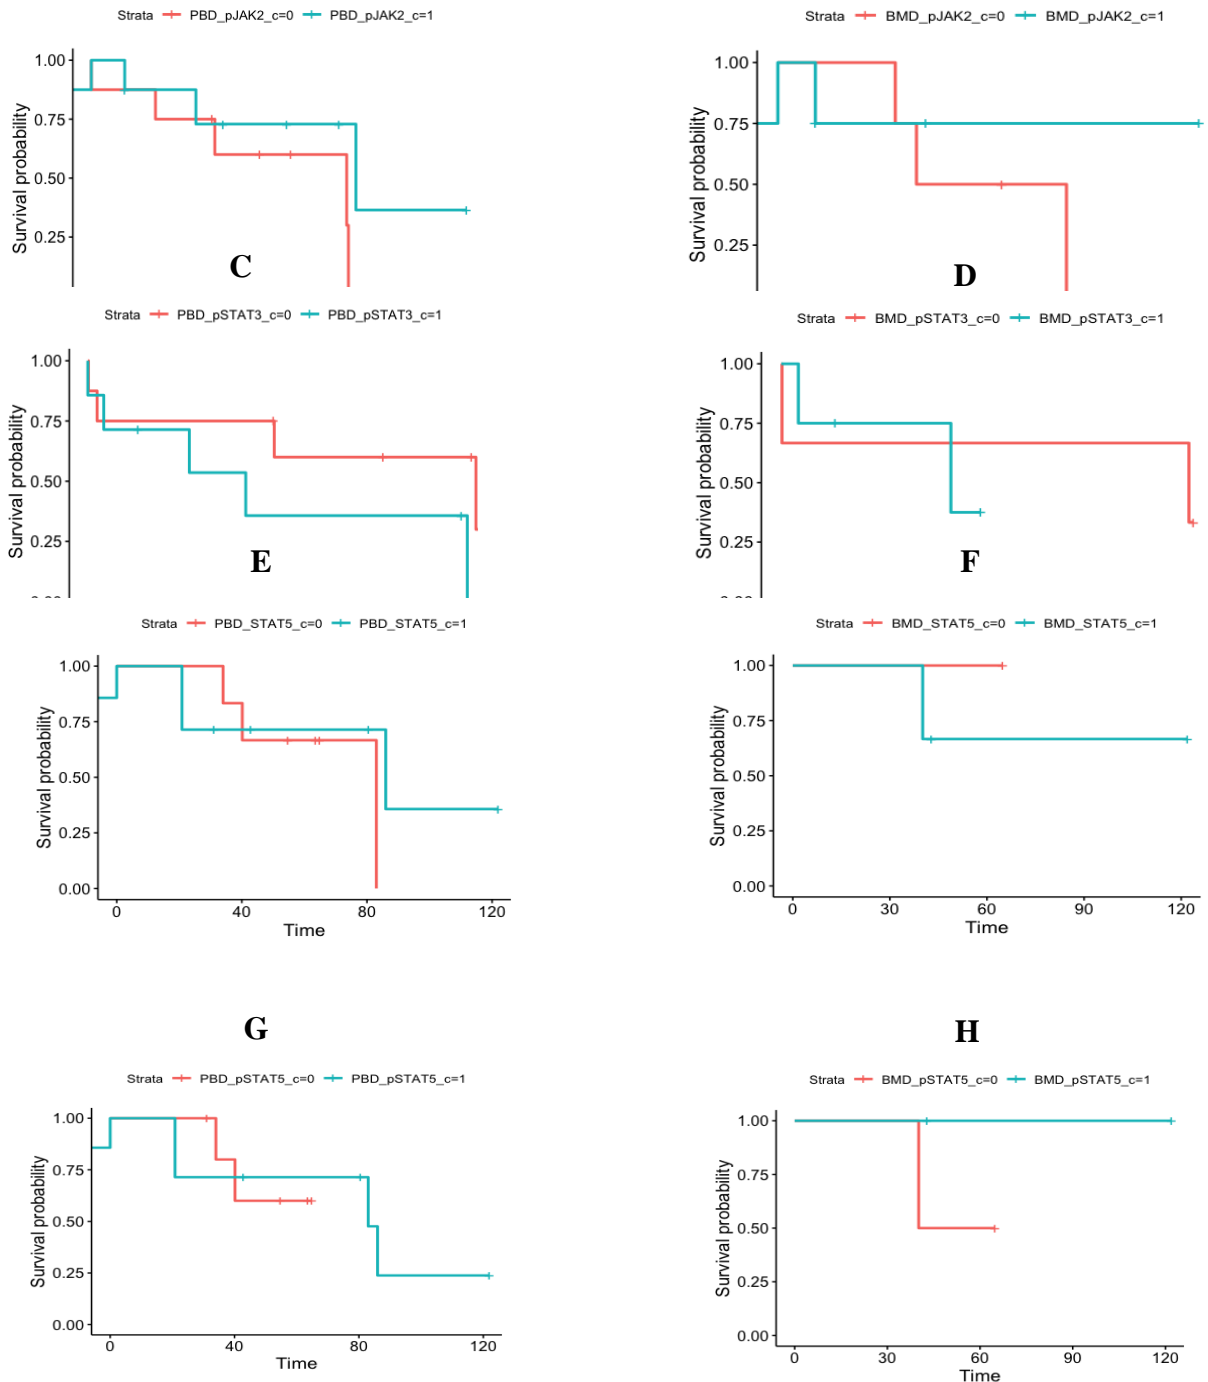 Strata PBD_pJAK2_c=0 PBD_pJAK2_c=1
Survival probability
1.00
0.75
0.50
0.25
Strata BMD_pJAK2_c=0 BMD_pJAK2_c=1
Survival probability
1.00
0.75
0.50
0.25
C
D
Strata PBD_pSTAT3_c=0 PBD_pSTAT3_c=1
Survival probability
1.00
0.75
0.50
0.25
Strata BMD_pSTAT3_c=0 BMD_pSTAT3_c=1
Survival probability
1.00
0.75
0.50
0.25
E
F
Strata PBD_STAT5_c=0 PBD_STAT5_c=1
Survival probability
1.00
0.75
0.50
0.25
0.00
0 40 80 120
Time
Strata BMD_STAT5_c=0 BMD_STAT5_c=1
Survival probability
1.00
0.75
0.50
0.25
0.00
0 30 60 90 120
Time
G
H
Strata PBD_pSTAT5_c=0 PBD_pSTAT5_c=1
Survival probability
1.00
0.75
0.50
0.25
0.00
0 40 80 120
Time
Strata BMD_pSTAT5_c=0 BMD_pSTAT5_c=1
Survival probability
1.00
0.75
0.50
0.25
0.00
0 30 60 90 120
Time